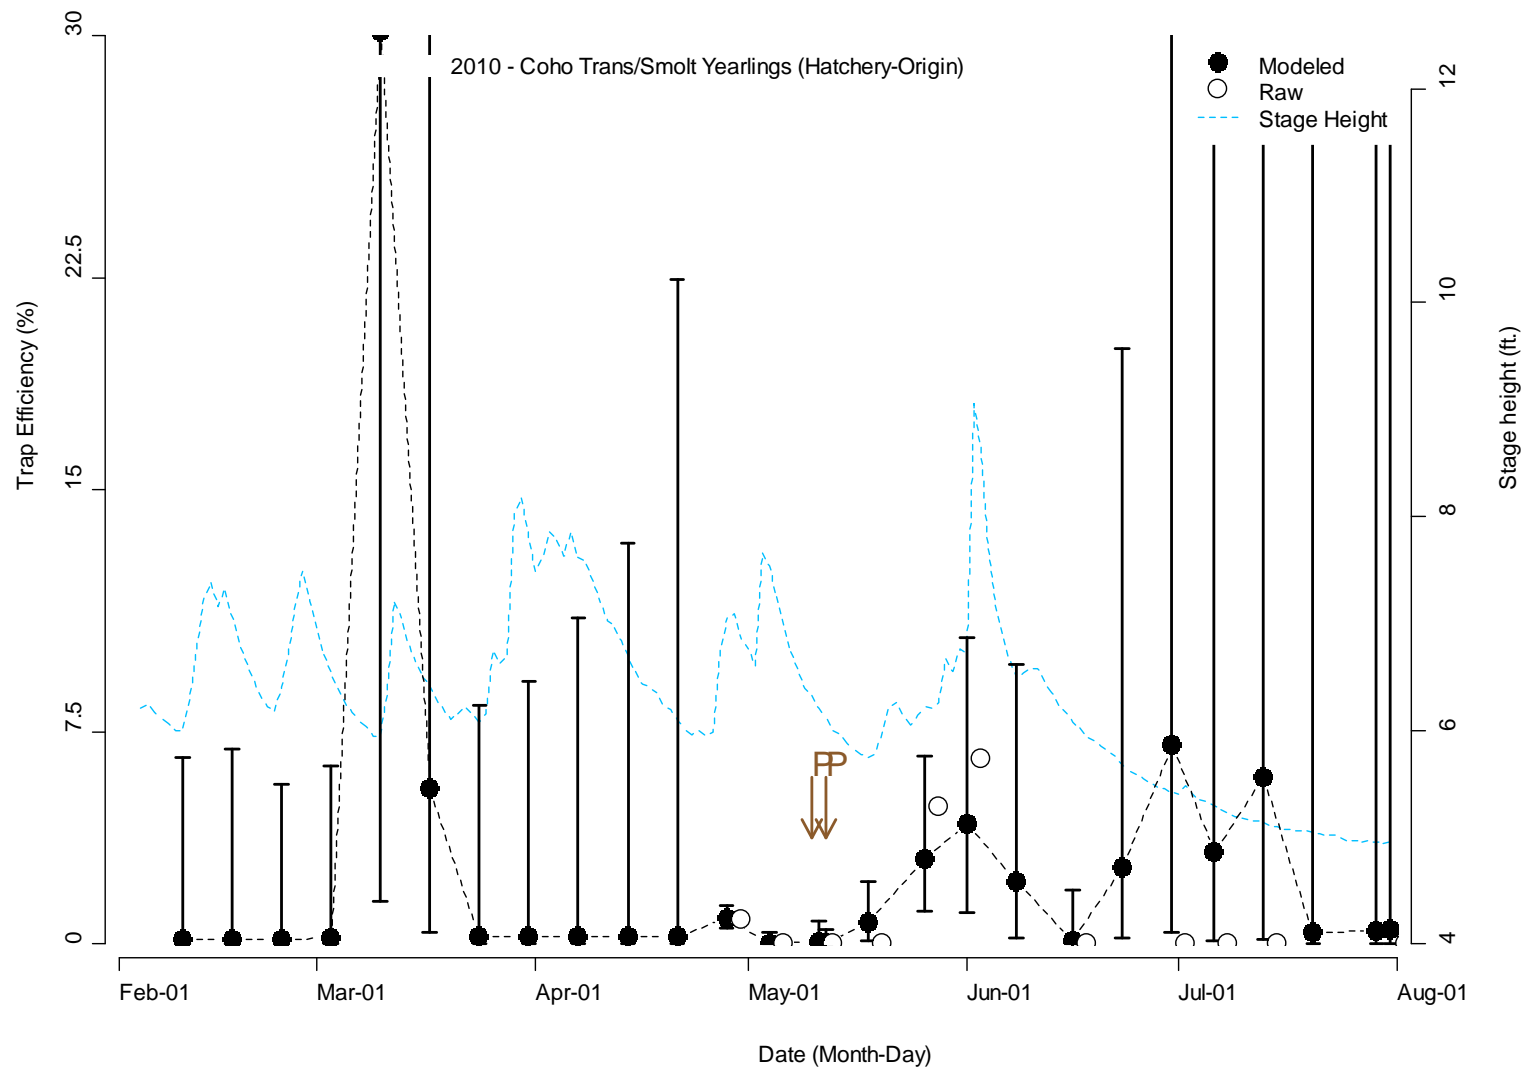 2010 - Coho Trans/Smolt Yearlings (Hatchery-Origin)
Modeled
Raw
Stage Height
Trap Efficiency (%)
30
22.5
15
7.5
0
Stage height (ft.)
12
10
8
6
4
PP
Feb-01 Mar-01 Apr-01 May-01 Jun-01 Jul-01 Aug-01
Date (Month-Day)